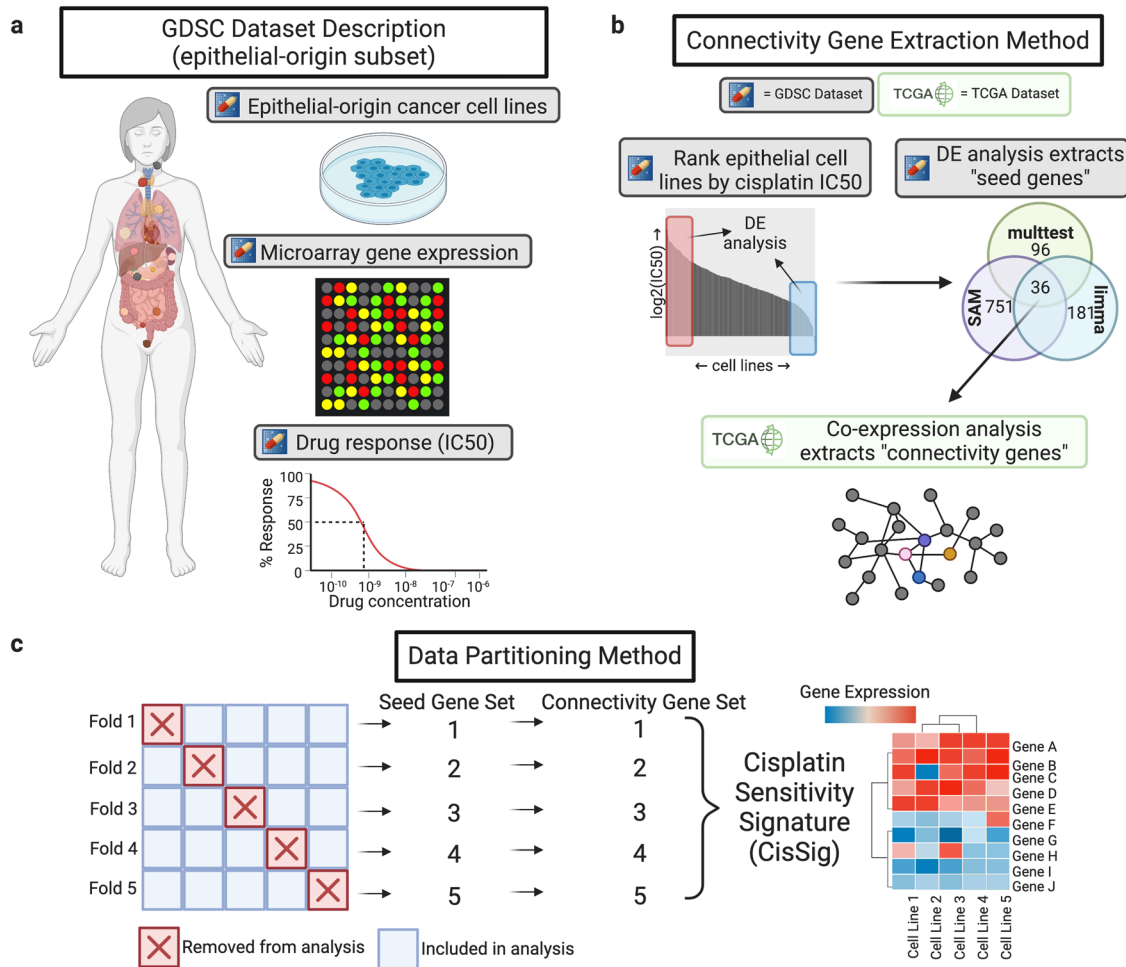 a
GDSC Dataset Description
(epithelial-origin subset)
Epithelial-origin cancer cell lines
Microarray gene expression
Drug response (IC50)
% Response
100
75
50
25
0
10-10
10-9
10-8
10-7
10-6
Drug concentration
b
Connectivity Gene Extraction Method
= GDSC Dataset
TCGA = TCGA Dataset
Rank epithelial cell
lines by cisplatin IC50
DE analysis extracts
"seed genes"
log2(IC50) →
DE
analysis
← cell lines →
multtest
96
36
SAM
751
181
limma
TCGA
Co-expression analysis
extracts "connectivity genes"
c
Data Partitioning Method
Seed Gene Set
Connectivity Gene Set
Fold 1
1
1
Fold 2
2
2
Fold 3
3
3
Fold 4
4
4
Fold 5
5
5
Removed from analysis
Included in analysis
Cisplatin
Sensitivity
Signature
(CisSig)
Gene Expression
Gene A
Gene B
Gene C
Gene D
Gene E
Gene F
Gene G
Gene H
Gene I
Gene J
Cell Line 1
Cell Line 2
Cell Line 3
Cell Line 4
Cell Line 5